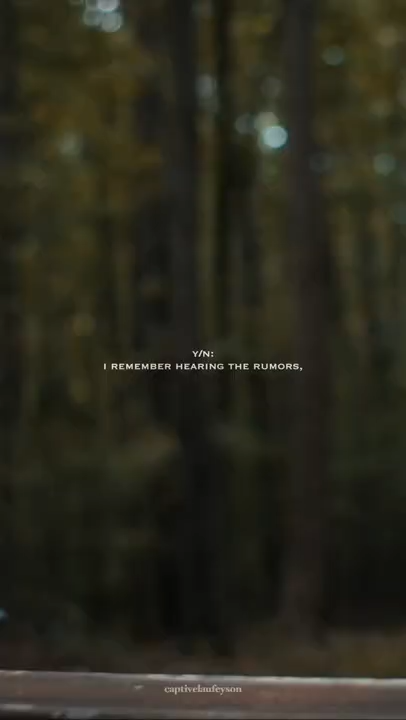 Y/N:
I REMEMBER HEARING THE RUMORS,
captivelaufeyson